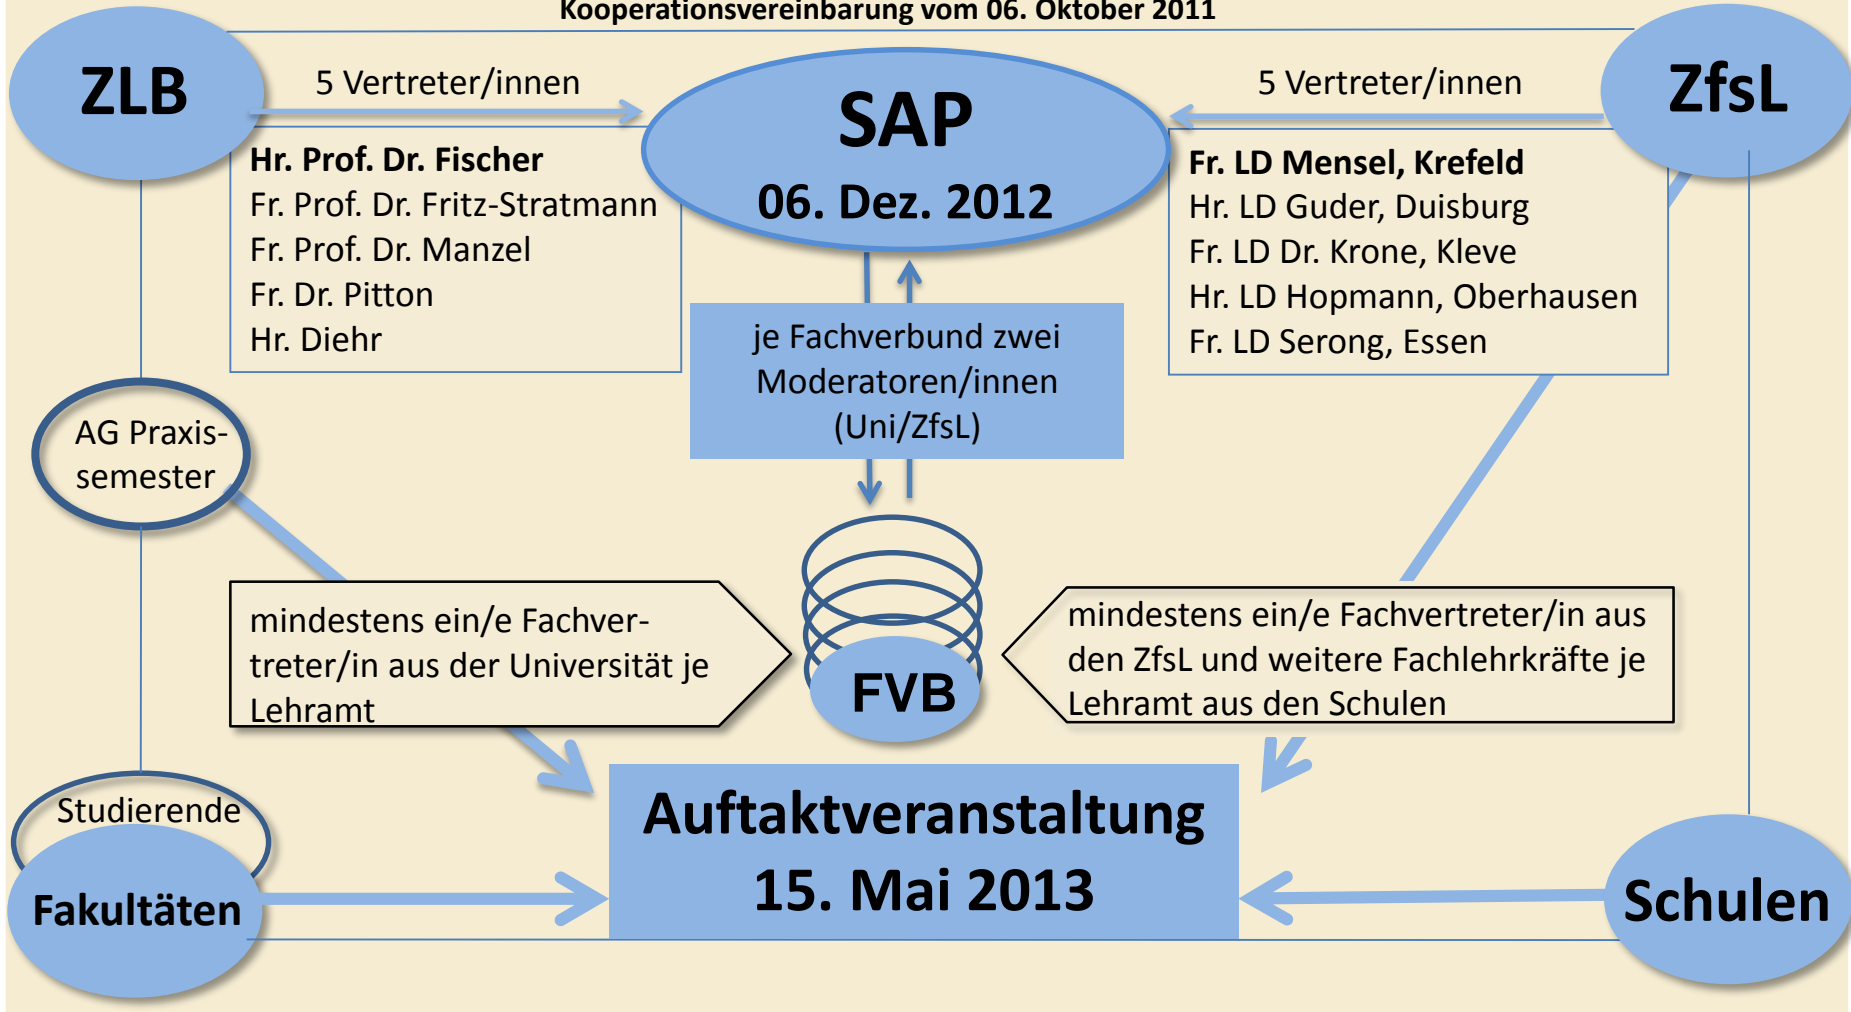 Kooperationsvereinbarung vom 06. Oktober 2011
ZLB
5 Vertreter/innen
SAP
06. Dez. 2012
5 Vertreter/innen
ZfsL
Hr. Prof. Dr. Fischer
Fr. Prof. Dr. Fritz-Stratmann
Fr. Prof. Dr. Manzel
Fr. Dr. Pitton
Hr. Diehr
Fr. LD Mensel, Krefeld
Hr. LD Guder, Duisburg
Fr. LD Dr. Krone, Kleve
Hr. LD Hopmann, Oberhausen
Fr. LD Serong, Essen
je Fachverbund zwei
Moderatoren/innen
(Uni/ZfsL)
AG Praxis-
semester
mindestens ein/e Fachver-
treter/in aus der Universität je
Lehramt
FVB
mindestens ein/e Fachvertreter/in aus
den ZfsL und weitere Fachlehrkräfte je
Lehramt aus den Schulen
Studierende
Fakultäten
Auftaktveranstaltung
15. Mai 2013
Schulen